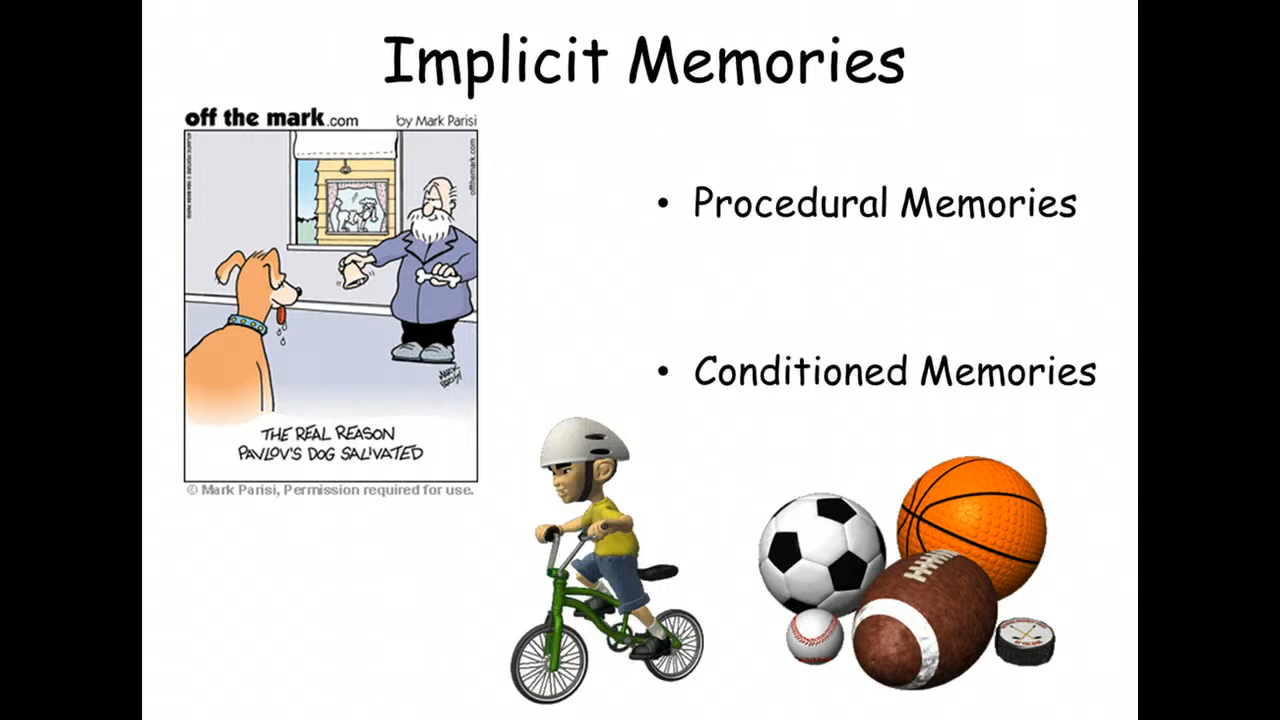 Implicit Memories
off the mark.com by Mark Parisi
offthemark.com
• Procedural Memories
• Conditioned Memories
THE REAL REASON
PAVLOV'S DOG SALIVATED
© Mark Parisi, Permission required for use.